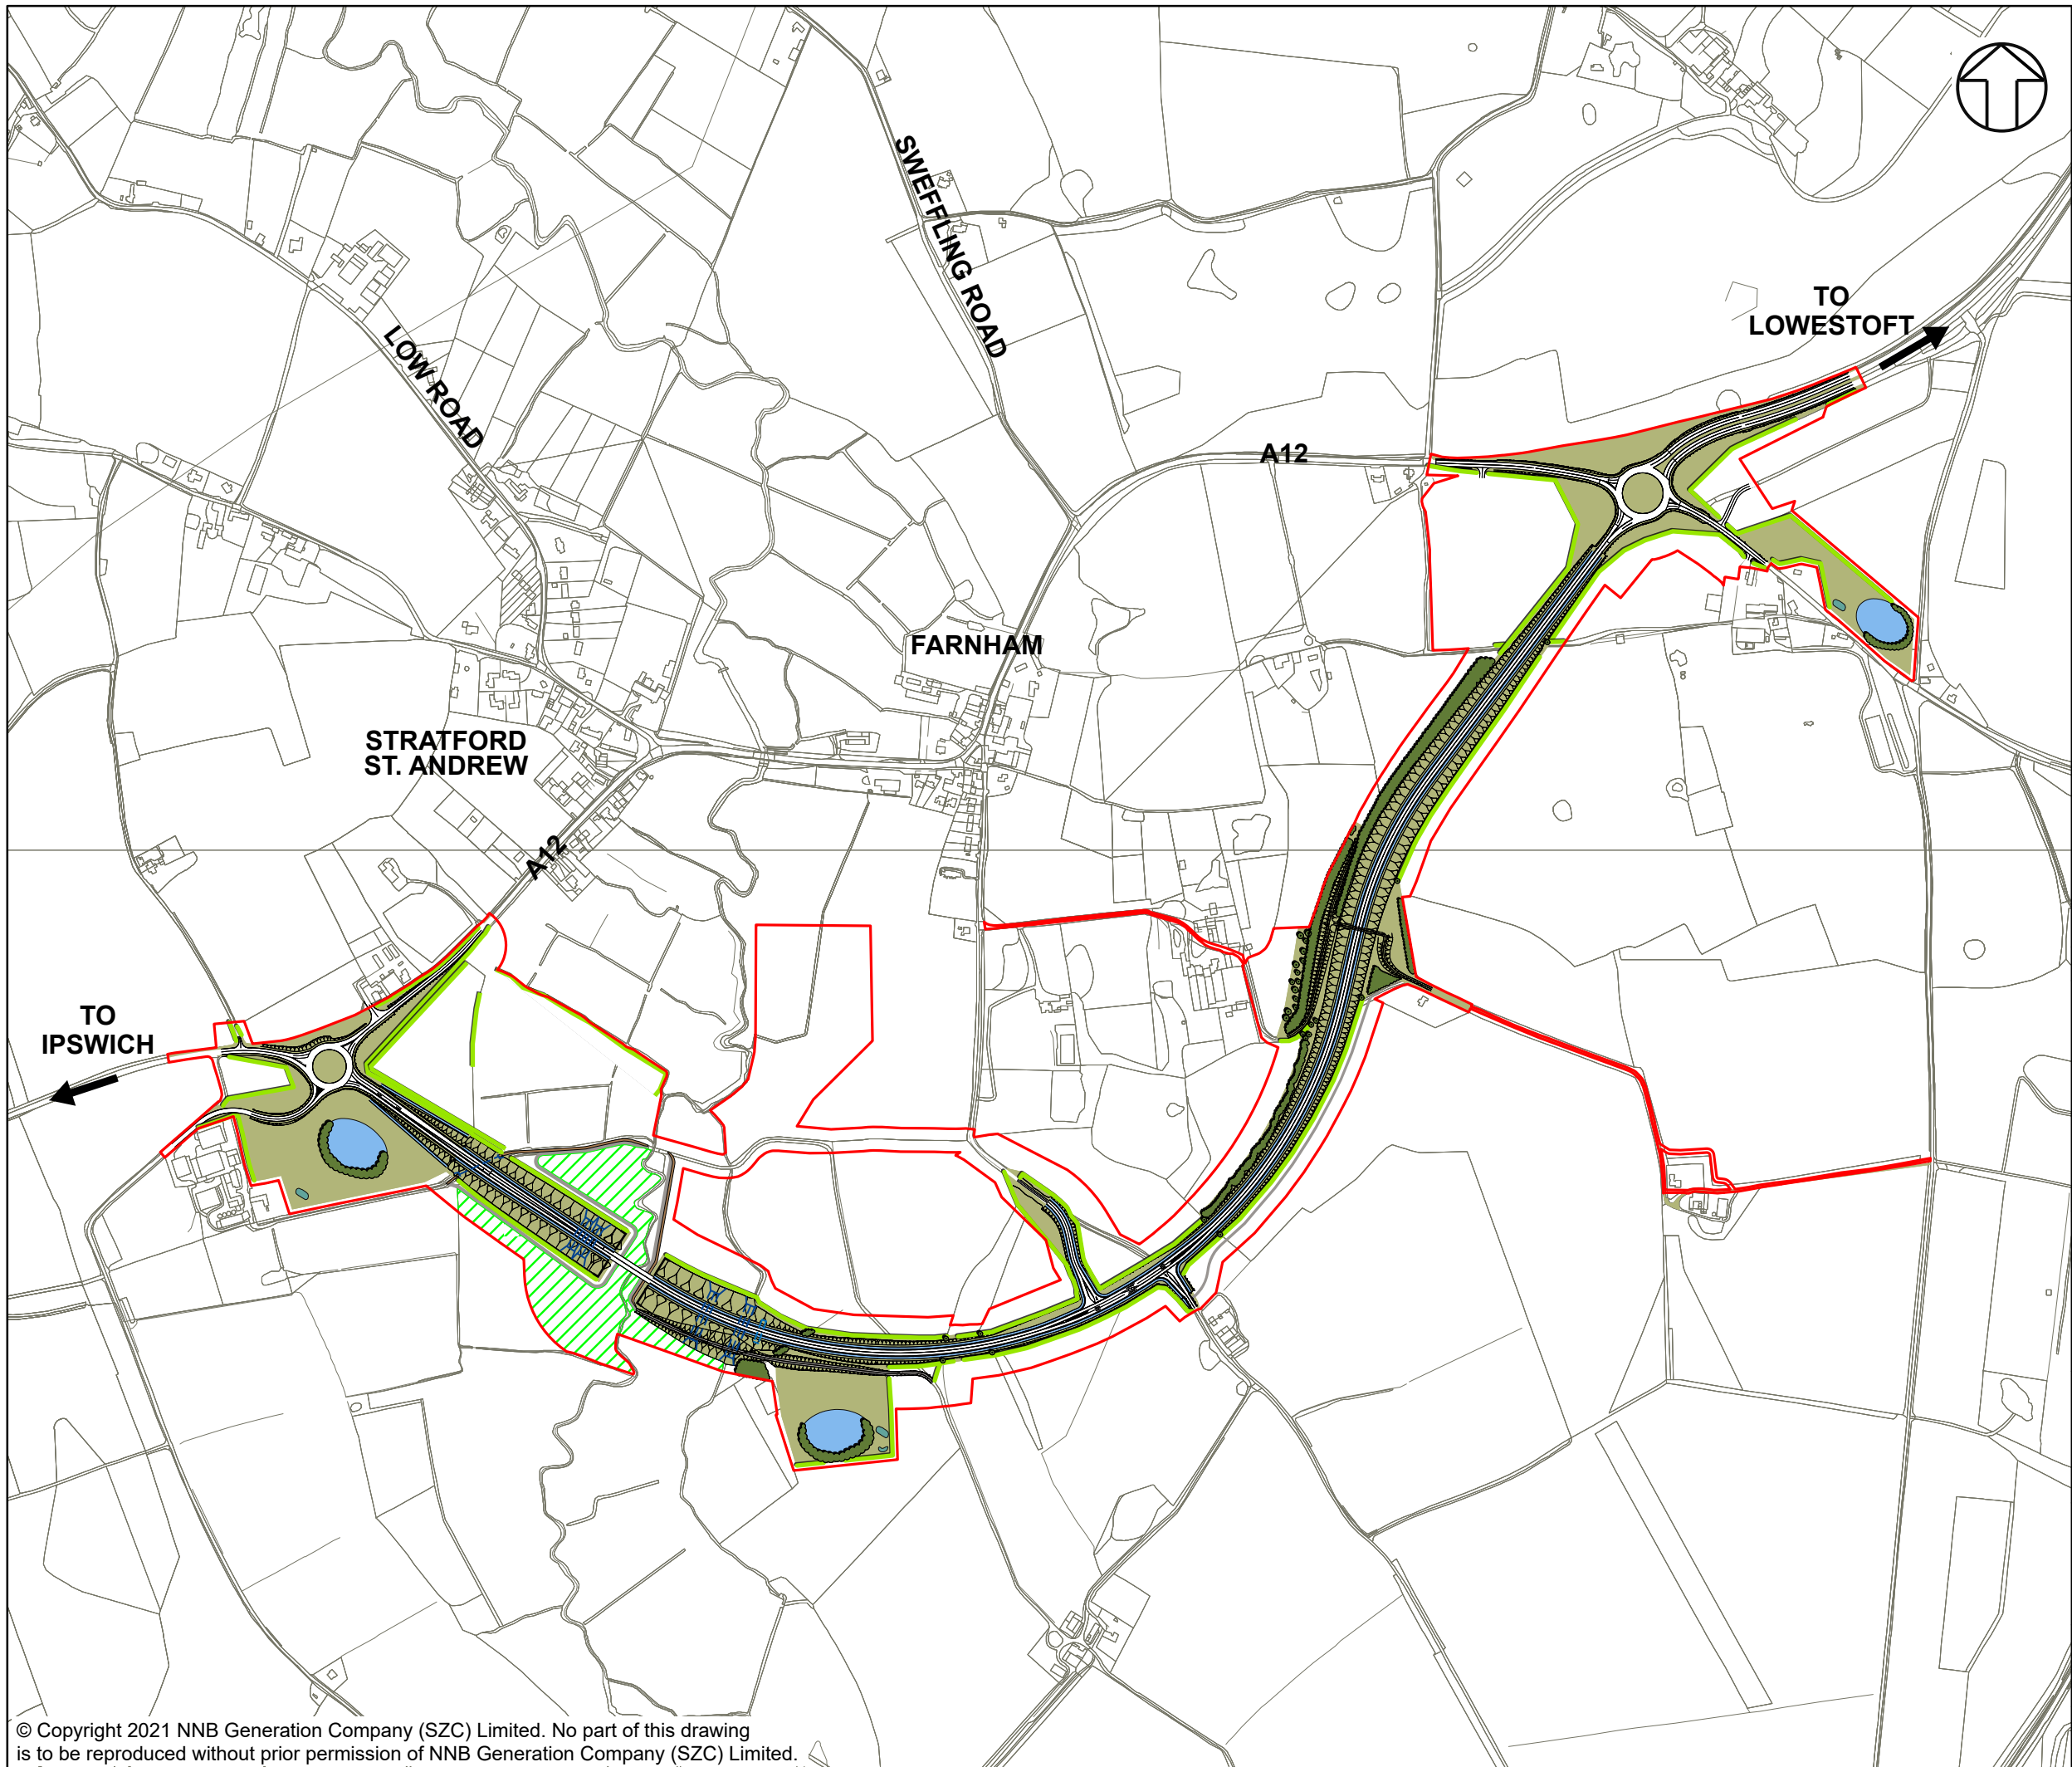 SWEFFLING ROAD
TO
LOWESTOFT
LOW ROAD
A12
FARNHAM
STRATFORD
ST. ANDREW
A12
TO
IPSWICH
© Copyright 2021 NNB Generation Company (SZC) Limited. No part of this drawing
is to be reproduced without prior permission of NNB Generation Company (SZC) Limited.